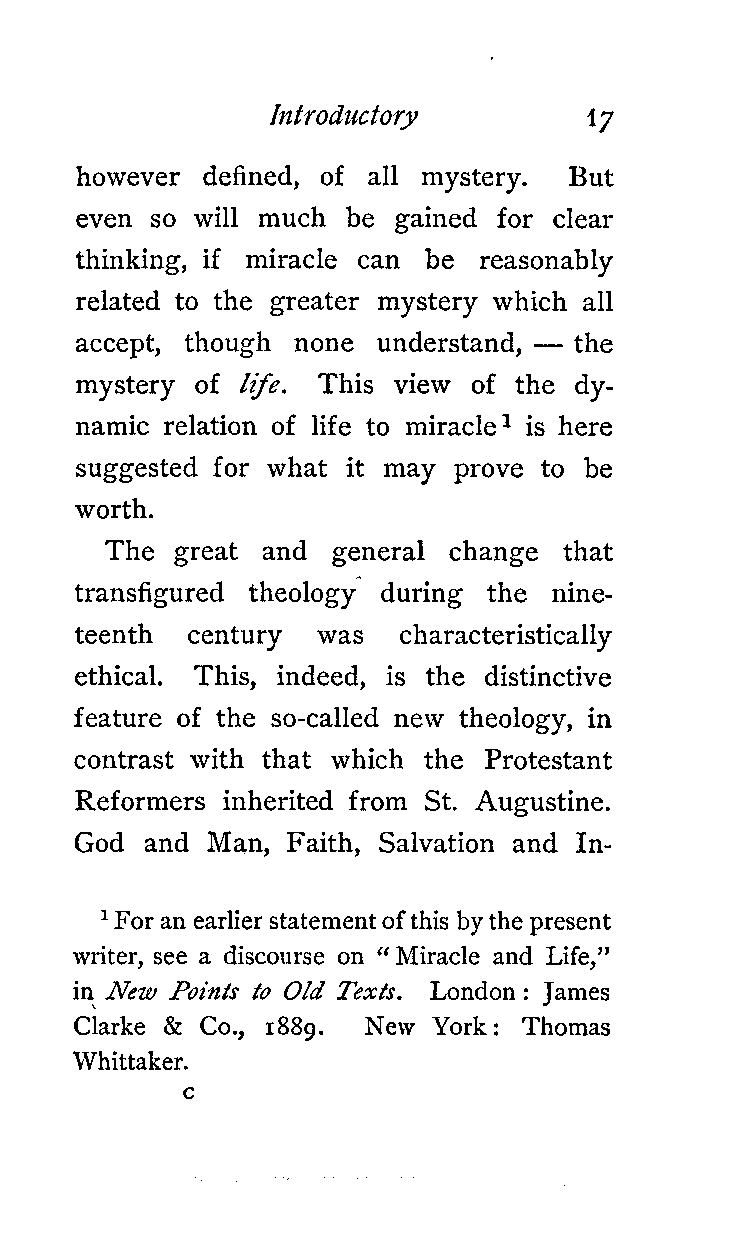 Introductory 17
however defined, of all mystery. But
even so will much be gained for clear
thinking, if miracle can be reasonably
related to the greater mystery which all
accept, though none understand, — the
mystery of life. This view of the dy-
namic relation of life to miracle¹ is here
suggested for what it may prove to be
worth.
The great and general change that
transfigured theology during the nine-
teenth century was characteristically
ethical. This, indeed, is the distinctive
feature of the so-called new theology, in
contrast with that which the Protestant
Reformers inherited from St. Augustine.
God and Man, Faith, Salvation and In-
¹ For an earlier statement of this by the present
writer, see a discourse on “Miracle and Life,”
in New Points to Old Texts. London : James
Clarke & Co., 1889. New York : Thomas
Whittaker.
C